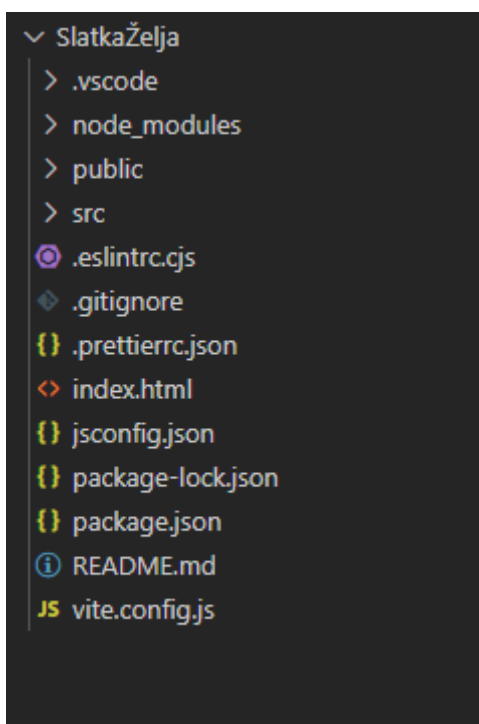 SlatkaŽelja
.vscode
node_modules
public
src
.eslintrc.cjs
.gitignore
{} .prettierrc.json
<> index.html
{} jsconfig.json
{} package-lock.json
{} package.json
README.md
JS vite.config.js